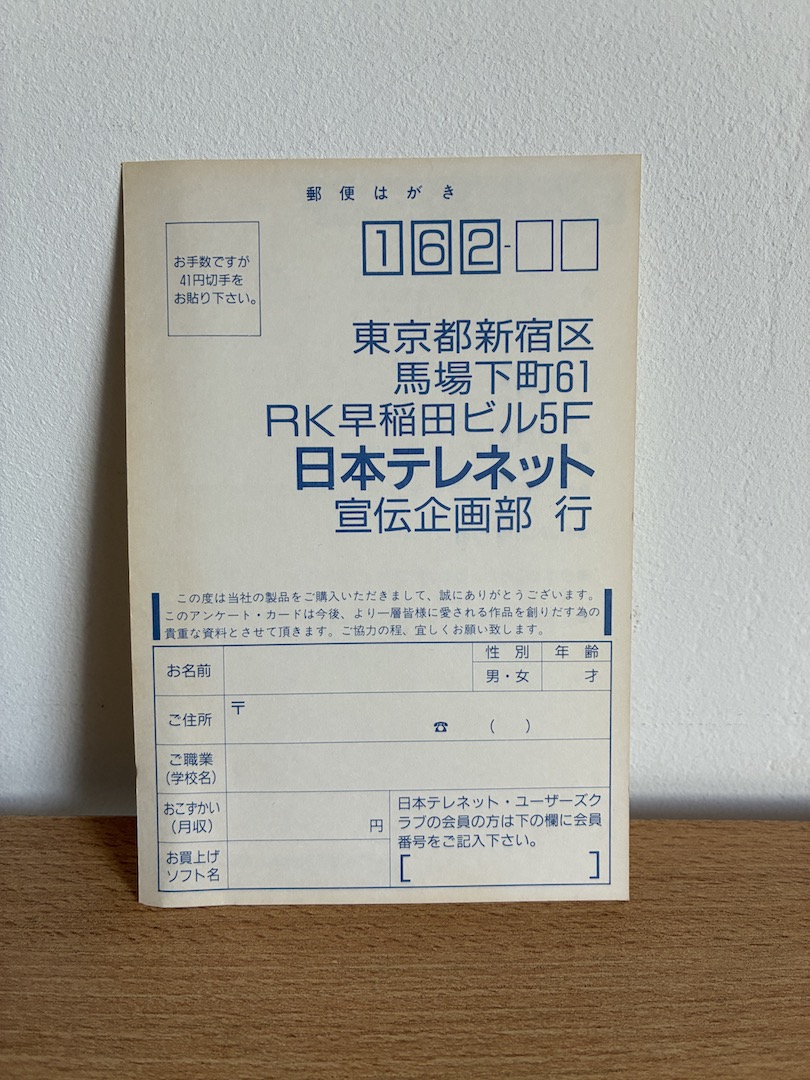 郵便はがき
お手数ですが
41円切手を
お貼り下さい。
162-
東京都新宿区
馬場下町61
RK早稲田ビル5F
日本テレネット
宣伝企画部 行
この度は当社の製品をご購入いただきまして、誠にありがとうございます。
このアンケート・カードは今後、より一層皆様に愛される作品を創りだす為の
貴重な資料とさせて頂きます。ご協力の程、宜しくお願い致します。
お名前
性別
年齢
男・女
才
ご住所
〒
☎ ( )
ご職業
(学校名)
おこずかい
(月収)
円
お買上げ
ソフト名
日本テレネット・ユーザーズク
ラブの会員の方は下の欄に会員
番号をご記入下さい。
[ ]